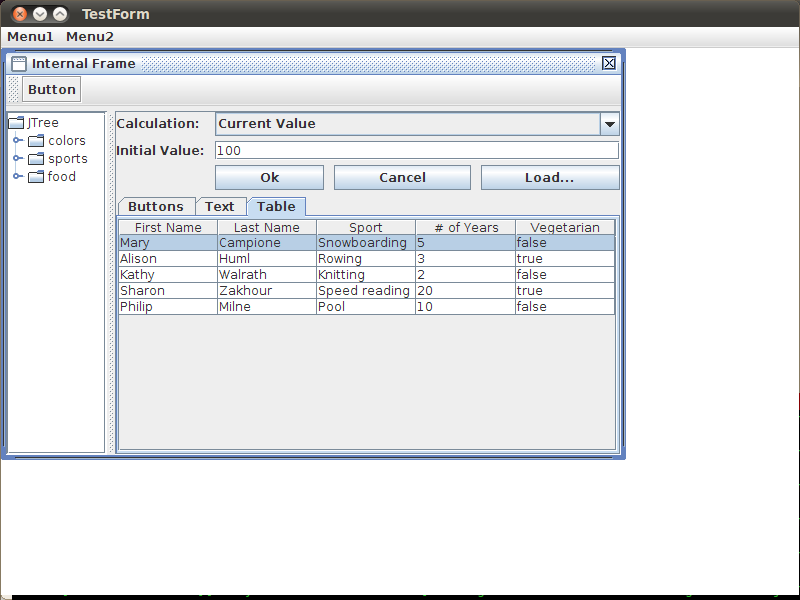 TestForm
Menu1 Menu2
Internal Frame
Button
JTree
colors
sports
food
Calculation: Current Value
Initial Value: 100
Ok Cancel Load...
Buttons Text Table
First Name Last Name Sport # of Years Vegetarian
Mary Campione Snowboarding 5 false
Alison Huml Rowing 3 true
Kathy Walrath Knitting 2 false
Sharon Zakhour Speed reading 20 true
Philip Milne Pool 10 false